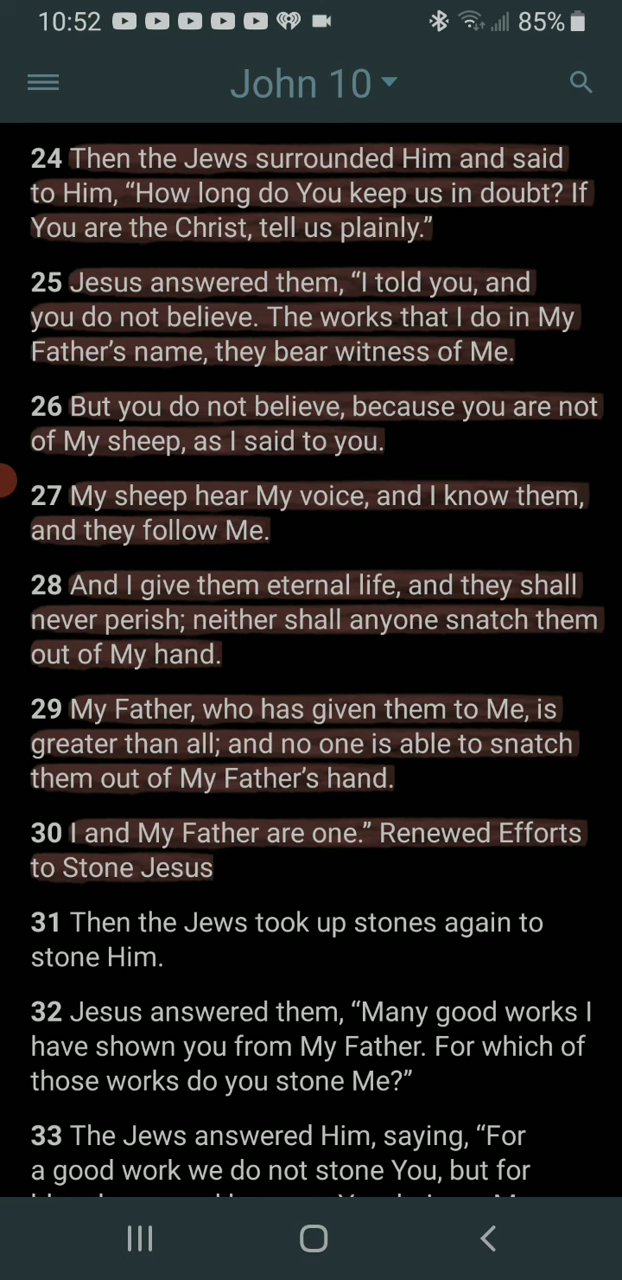 10:52
85%
John 10
24 Then the Jews surrounded Him and said
to Him, “How long do You keep us in doubt? If
You are the Christ, tell us plainly.”
25 Jesus answered them, “I told you, and
you do not believe. The works that I do in My
Father’s name, they bear witness of Me.
26 But you do not believe, because you are not
of My sheep, as I said to you.
27 My sheep hear My voice, and I know them,
and they follow Me.
28 And I give them eternal life, and they shall
never perish; neither shall anyone snatch them
out of My hand.
29 My Father, who has given them to Me, is
greater than all; and no one is able to snatch
them out of My Father’s hand.
30 I and My Father are one.” Renewed Efforts
to Stone Jesus
31 Then the Jews took up stones again to
stone Him.
32 Jesus answered them, “Many good works I
have shown you from My Father. For which of
those works do you stone Me?”
33 The Jews answered Him, saying, “For
a good work we do not stone You, but for